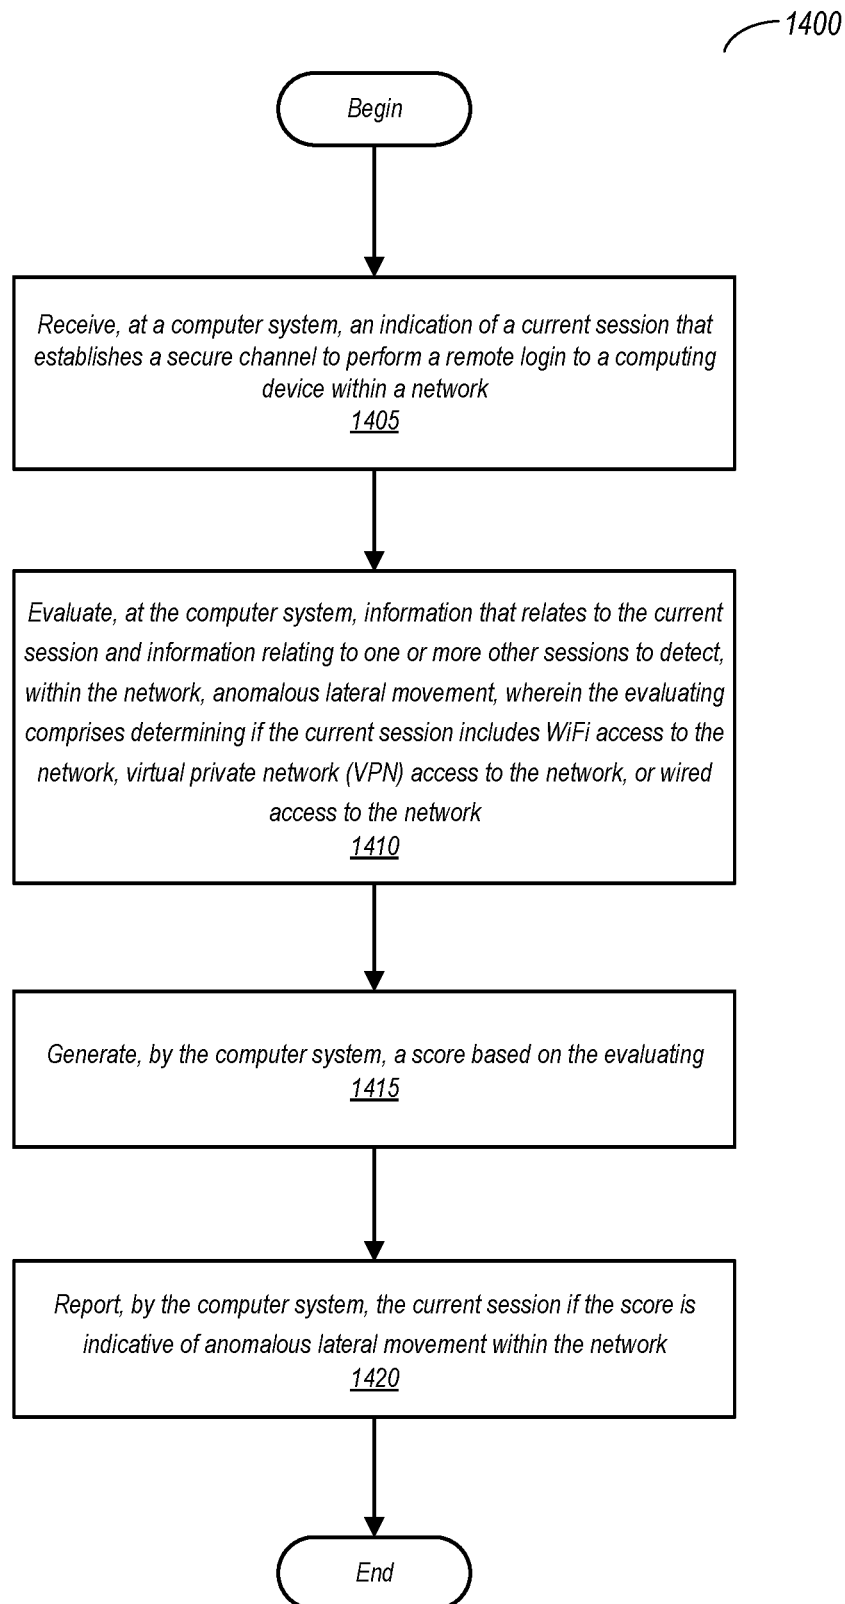 1400
Begin
Receive, at a computer system, an indication of a current session that
establishes a secure channel to perform a remote login to a computing
device within a network
1405
Evaluate, at the computer system, information that relates to the current
session and information relating to one or more other sessions to detect,
within the network, anomalous lateral movement, wherein the evaluating
comprises determining if the current session includes WiFi access to the
network, virtual private network (VPN) access to the network, or wired
access to the network
1410
Generate, by the computer system, a score based on the evaluating
1415
Report, by the computer system, the current session if the score is
indicative of anomalous lateral movement within the network
1420
End